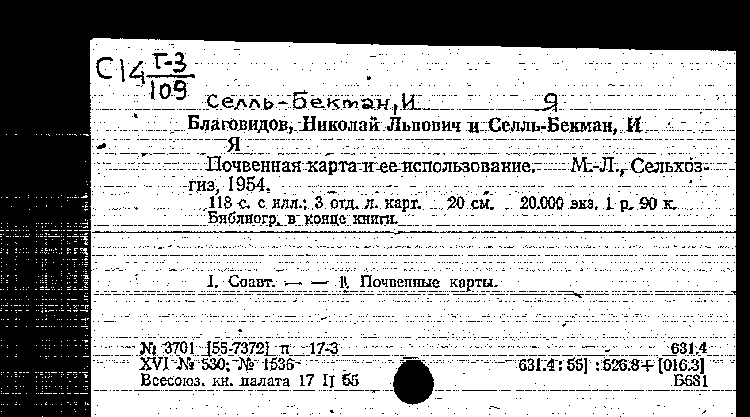 С14 Т-3
109
Селль-Бекман, И Я
Благовидов, Николай Львович и Селль-Бекман, И
Я
Почвенная карта и ее использование. М.-Л., Сельхоз-
гиз, 1954.
118 с. с илл.; 3 отд. л. карт. 20 см. 20.000 экз. 1 р. 90 к.
Библиогр. в конце книги.
I. Соавт. — — II. Почвенные карты.
№ 3701 [55-7372] п 17-3 631.4
XVI № 530; № 1536 631.4 : 55] : 526.8 + [016.3]
Всесоюз. кн. палата 17 II 55 Б681